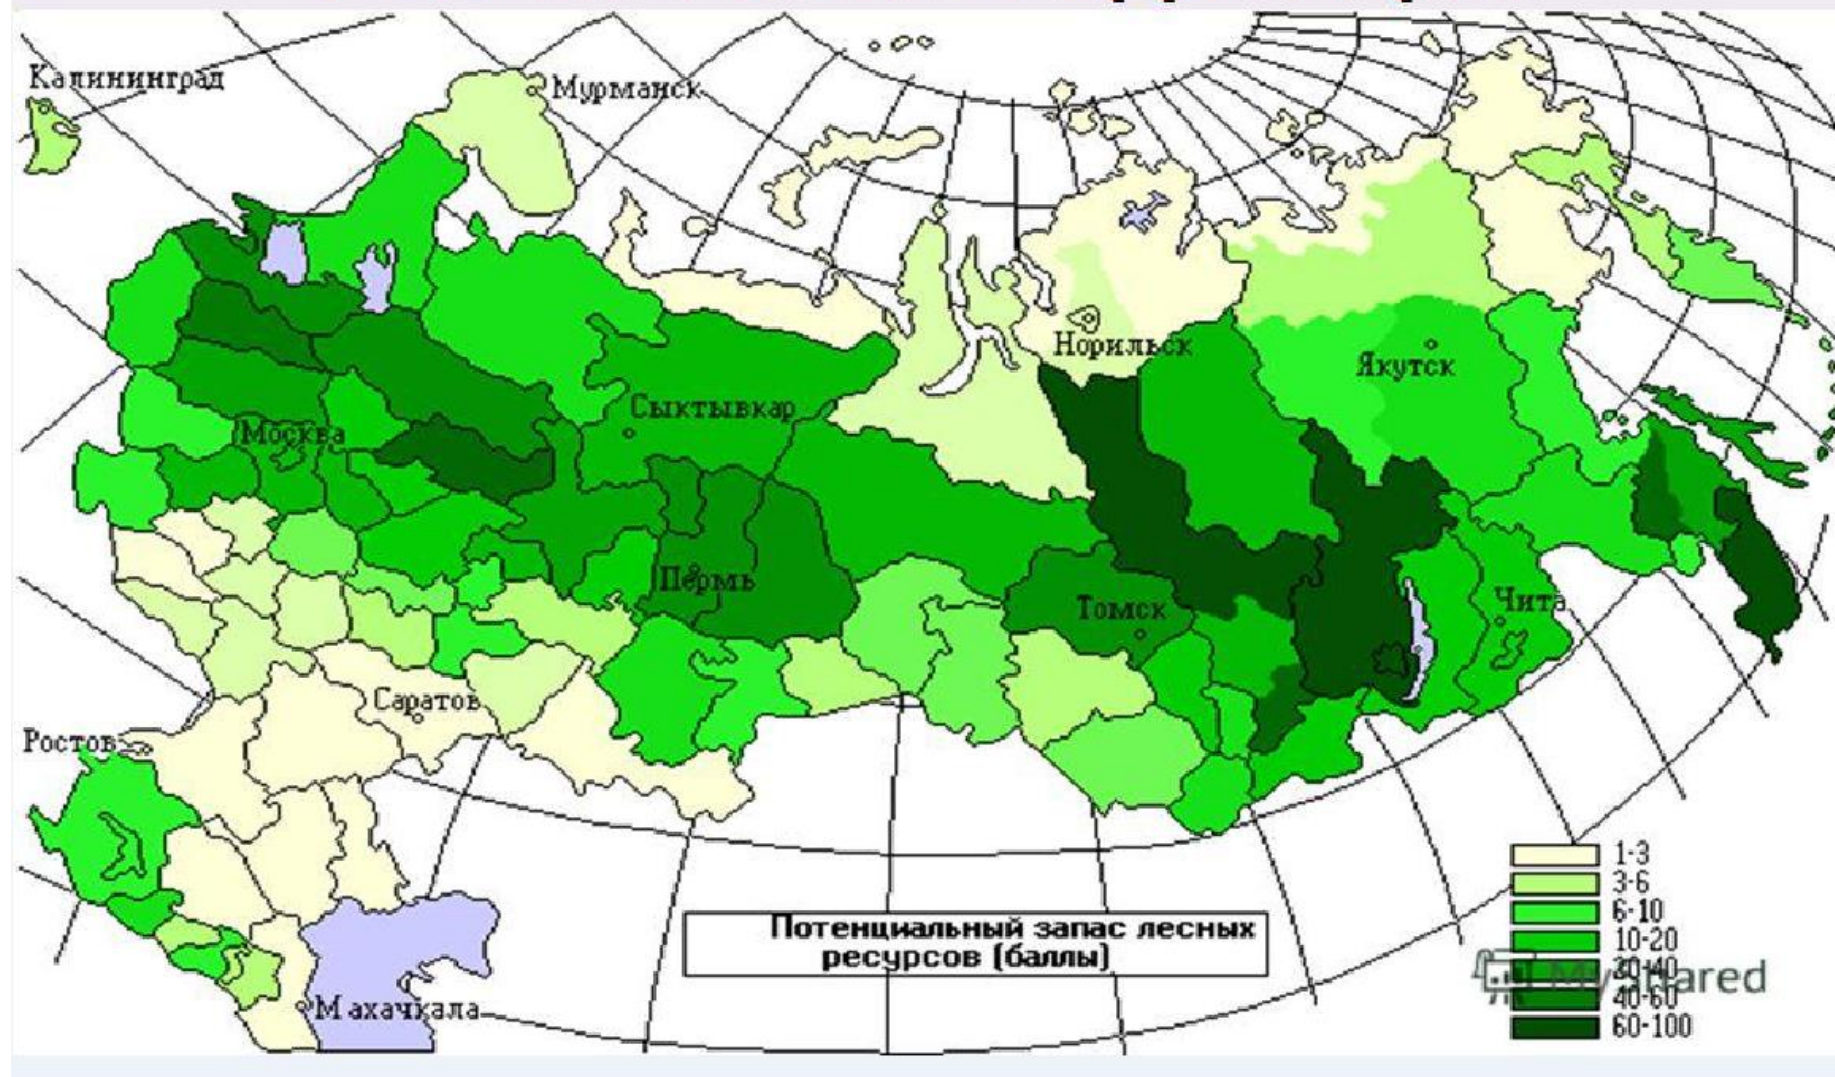 Калининград
Мурманск
Норильск
Якутск
Сыктывкар
Москва
Пермь
Томск
Чита
Саратов
Ростов
Махачкала
Потенциальный запас лесных
ресурсов (баллы)
1-3
3-6
6-10
10-20
40-60
60-100